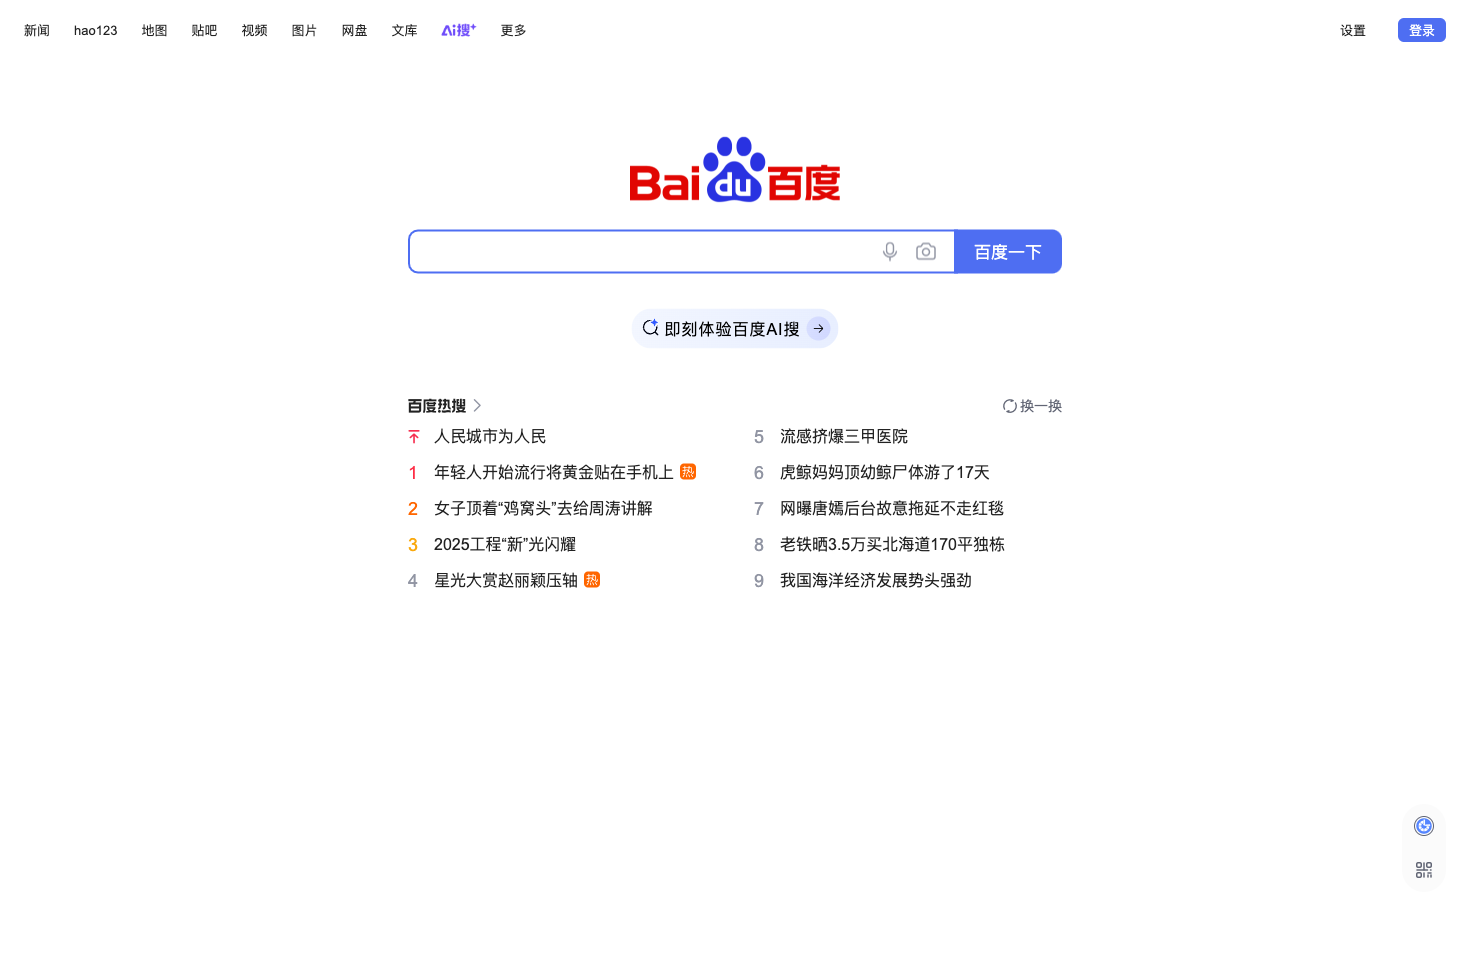 新闻 hao123 地图 贴吧 视频 图片 网盘 文库 Ai搜+ 更多 设置 登录
Bai du 百度
百度一下
即刻体验百度AI搜
百度热搜 换一换
人民城市为人民
1 年轻人开始流行将黄金贴在手机上 热
2 女子顶着“鸡窝头”去给周涛讲解
3 2025工程“新”光闪耀
4 星光大赏赵丽颖压轴 热
5 流感挤爆三甲医院
6 虎鲸妈妈顶幼鲸尸体游了17天
7 网曝唐嫣后台故意拖延不走红毯
8 老铁晒3.5万买北海道170平独栋
9 我国海洋经济发展势头强劲